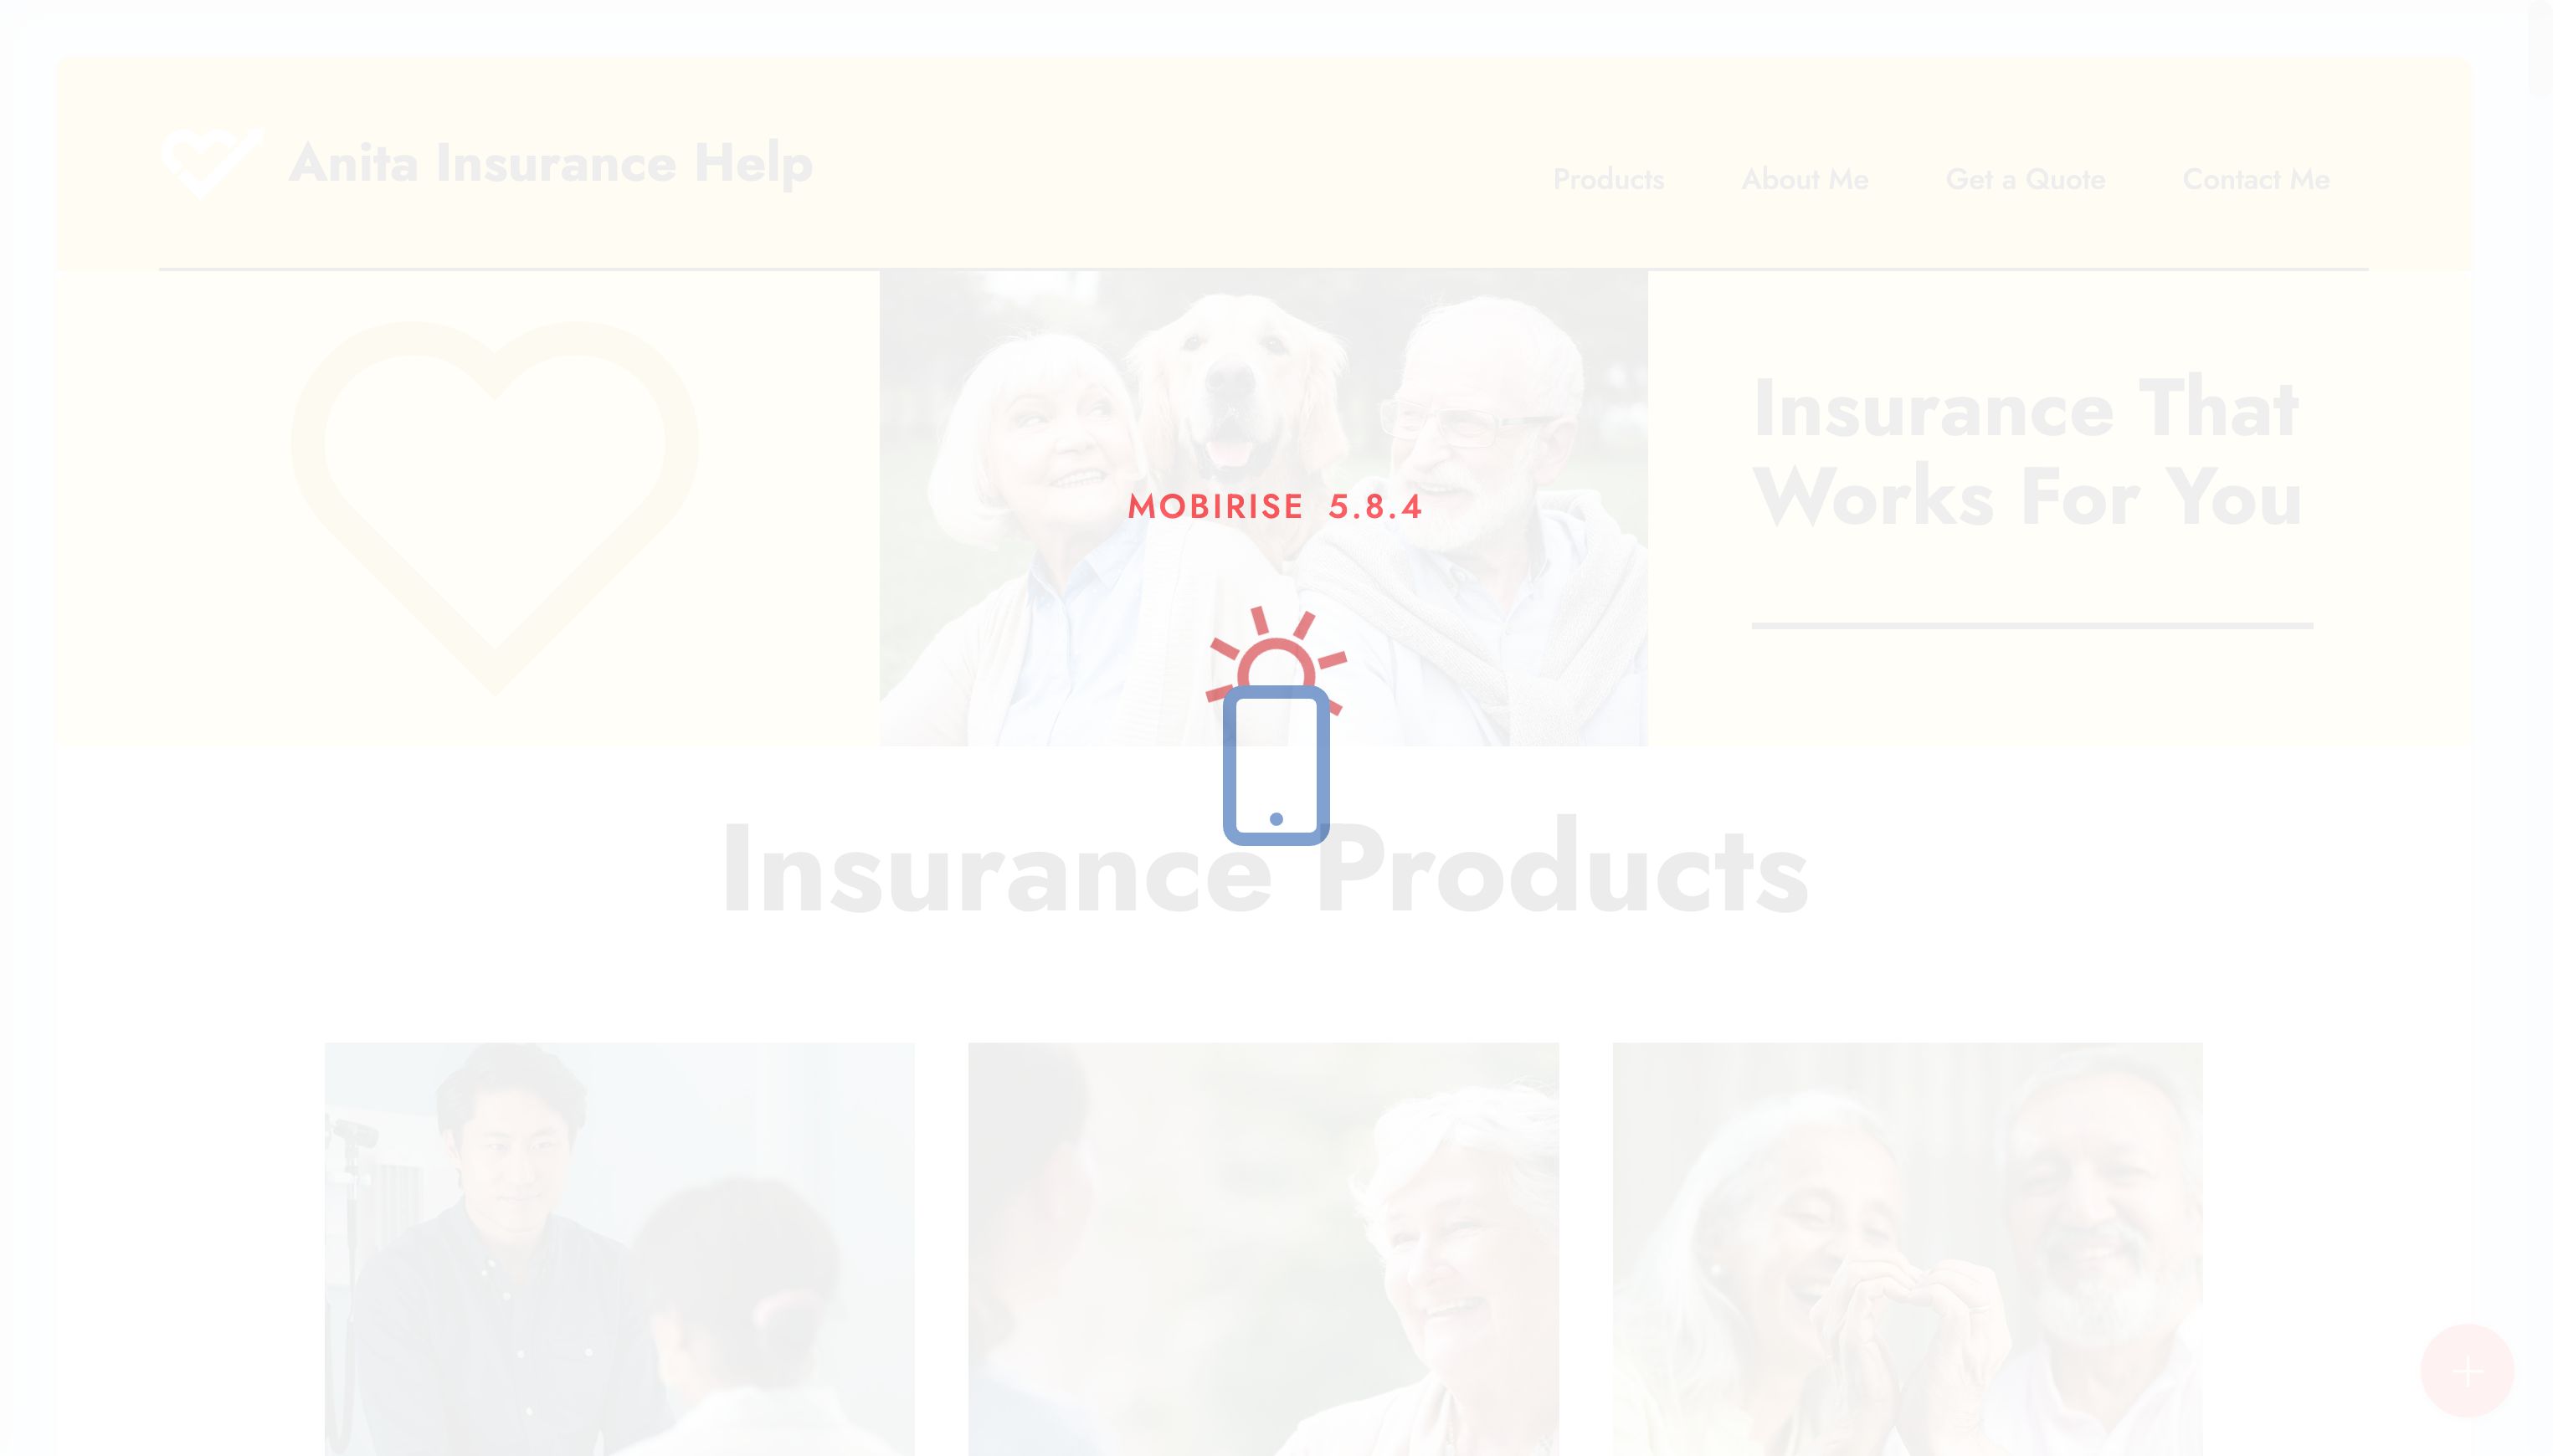 Anita Insurance Help
Products About Me Get a Quote Contact Me
Insurance That
Works For You
MOBIRISE 5.8.4
Insurance Products